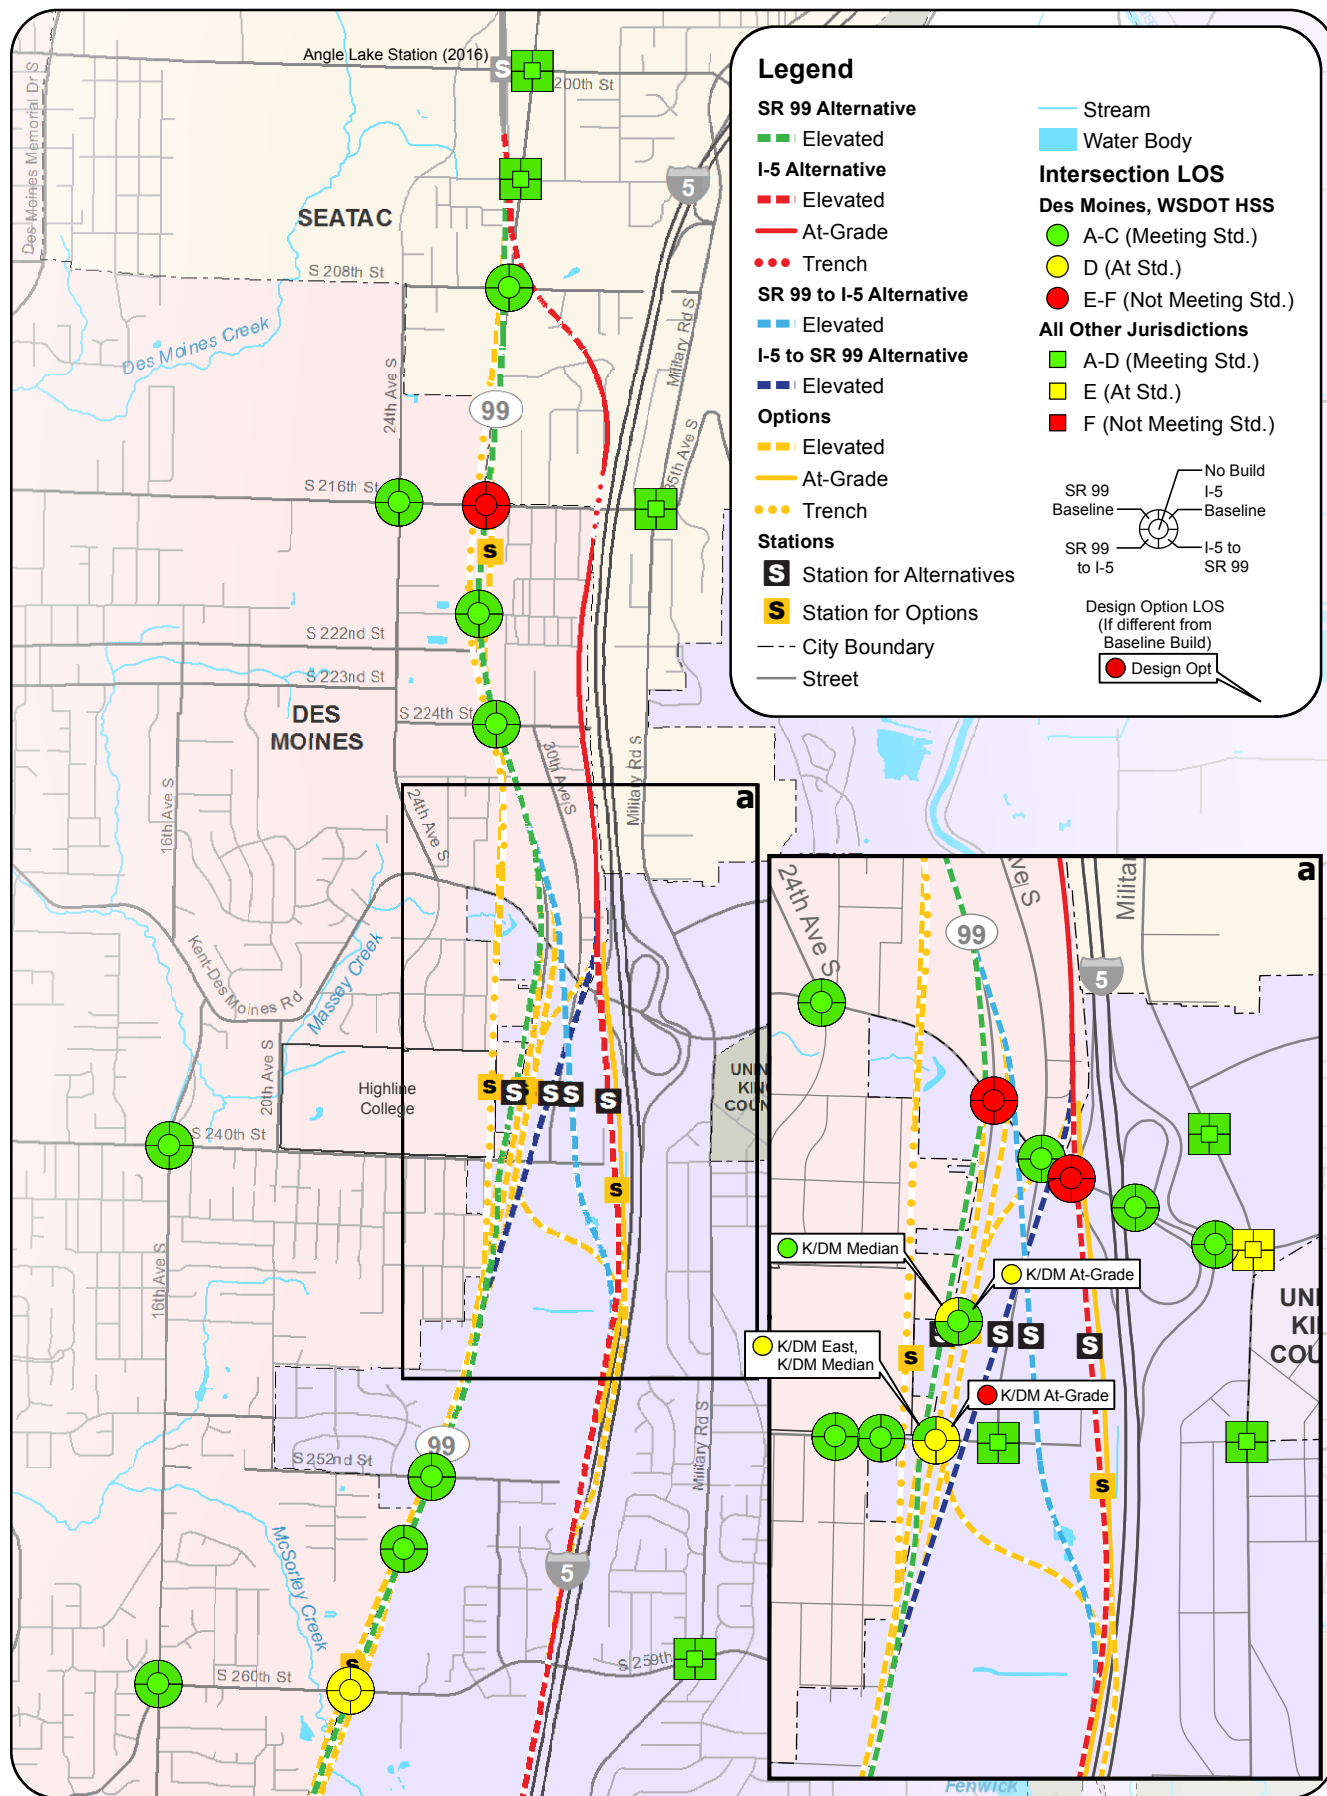 Angle Lake Station (2016)
S
200th St
Des Moines Memorial Dr S
SEATAC
5
S 208th St
Des Moines Creek
Military Rd S
24th Ave S
99
35th Ave S
S 216th St
S
S 222nd St
S 223rd St
S 224th St
DES
MOINES
30th Ave S
Military Rd S
16th Ave S
24th Ave S
a
Kent-Des Moines Rd
Massey Creek
20th Ave S
Highline
College
S
S
S
S
S
S 240th St
S
16th Ave S
99
S 252nd St
Military Rd S
McSorley Creek
5
S
S 260th St
S 259th
Legend
SR 99 Alternative
Elevated
I-5 Alternative
Elevated
At-Grade
Trench
SR 99 to I-5 Alternative
Elevated
I-5 to SR 99 Alternative
Elevated
Options
Elevated
At-Grade
Trench
Stations
S Station for Alternatives
S Station for Options
City Boundary
Street
Stream
Water Body
Intersection LOS
Des Moines, WSDOT HSS
A-C (Meeting Std.)
D (At Std.)
E-F (Not Meeting Std.)
All Other Jurisdictions
A-D (Meeting Std.)
E (At Std.)
F (Not Meeting Std.)
No Build
SR 99
Baseline
I-5
Baseline
SR 99
to I-5
I-5 to
SR 99
Design Option LOS
(If different from
Baseline Build)
Design Opt
a
24th Ave S
Ave S
99
5
K/DM Median
K/DM At-Grade
K/DM East,
K/DM Median
K/DM At-Grade
S
S
S
S
S
Fenwick